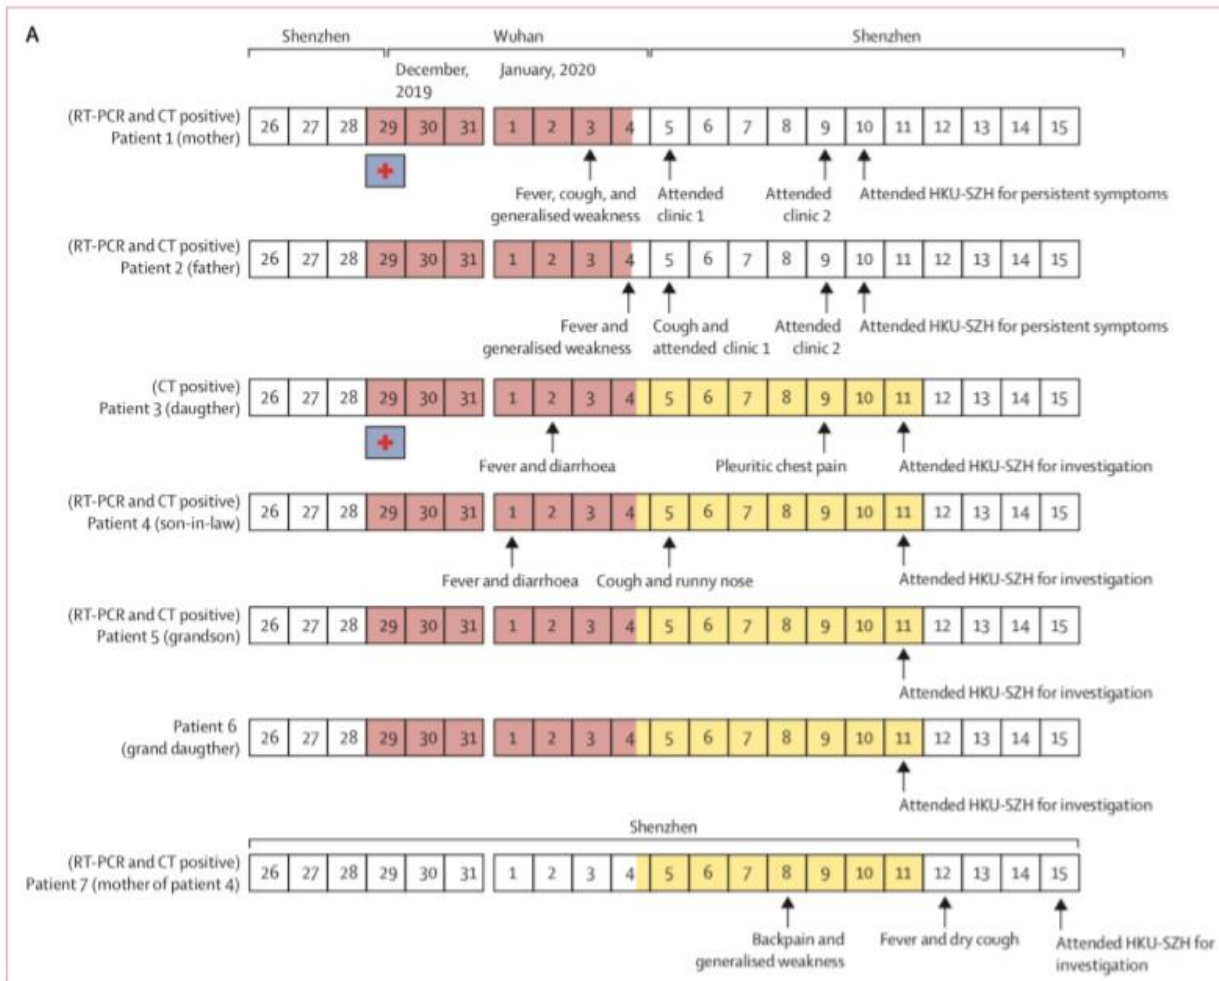 A
Shenzhen Wuhan Shenzhen
December, January, 2020
2019
(RT-PCR and CT positive)
Patient 1 (mother)
26 27 28 29 30 31 1 2 3 4 5 6 7 8 9 10 11 12 13 14 15
Fever, cough, and Attended Attended Attended HKU-SZH for persistent symptoms
generalised weakness clinic 1 clinic 2
(RT-PCR and CT positive)
Patient 2 (father)
26 27 28 29 30 31 1 2 3 4 5 6 7 8 9 10 11 12 13 14 15
Fever and Cough and Attended Attended HKU-SZH for persistent symptoms
generalised weakness attended clinic 1 clinic 2
(CT positive)
Patient 3 (daugther)
26 27 28 29 30 31 1 2 3 4 5 6 7 8 9 10 11 12 13 14 15
Fever and diarrhoea Pleuritic chest pain Attended HKU-SZH for investigation
(RT-PCR and CT positive)
Patient 4 (son-in-law)
26 27 28 29 30 31 1 2 3 4 5 6 7 8 9 10 11 12 13 14 15
Fever and diarrhoea Cough and runny nose Attended HKU-SZH for investigation
(RT-PCR and CT positive)
Patient 5 (grandson)
26 27 28 29 30 31 1 2 3 4 5 6 7 8 9 10 11 12 13 14 15
Attended HKU-SZH for investigation
Patient 6
(grand daugther)
26 27 28 29 30 31 1 2 3 4 5 6 7 8 9 10 11 12 13 14 15
Attended HKU-SZH for investigation
Shenzhen
(RT-PCR and CT positive)
Patient 7 (mother of patient 4)
26 27 28 29 30 31 1 2 3 4 5 6 7 8 9 10 11 12 13 14 15
Backpain and Fever and dry cough Attended HKU-SZH for
generalised weakness investigation